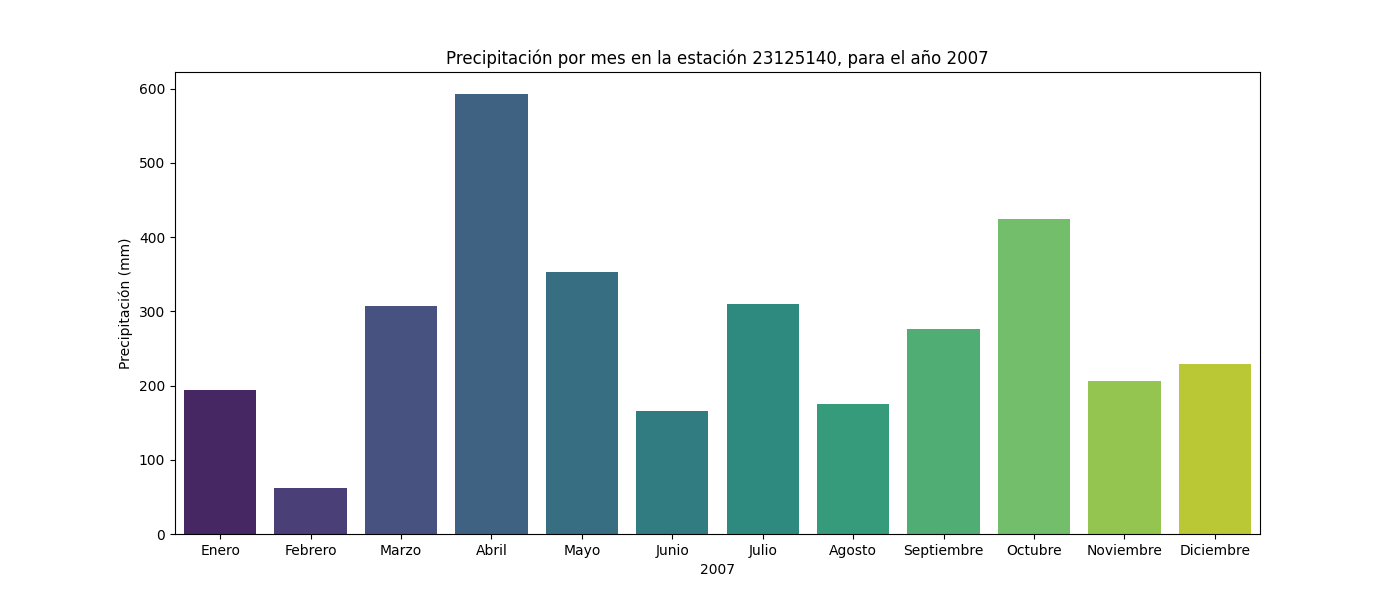 Precipitación por mes en la estación 23125140, para el año 2007
600
500
400
300
200
100
0
Precipitación (mm)
Enero Febrero Marzo Abril Mayo Junio Julio Agosto Septiembre Octubre Noviembre Diciembre
2007